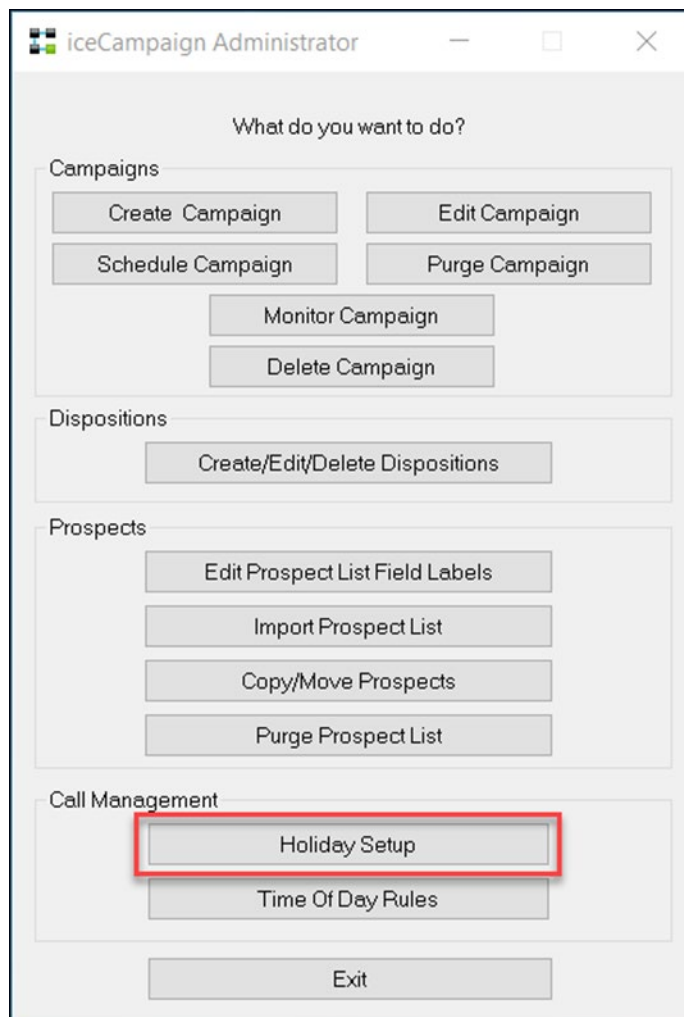 iceCampaign Administrator
What do you want to do?
Campaigns
Create Campaign
Edit Campaign
Schedule Campaign
Purge Campaign
Monitor Campaign
Delete Campaign
Dispositions
Create/Edit/Delete Dispositions
Prospects
Edit Prospect List Field Labels
Import Prospect List
Copy/Move Prospects
Purge Prospect List
Call Management
Holiday Setup
Time Of Day Rules
Exit